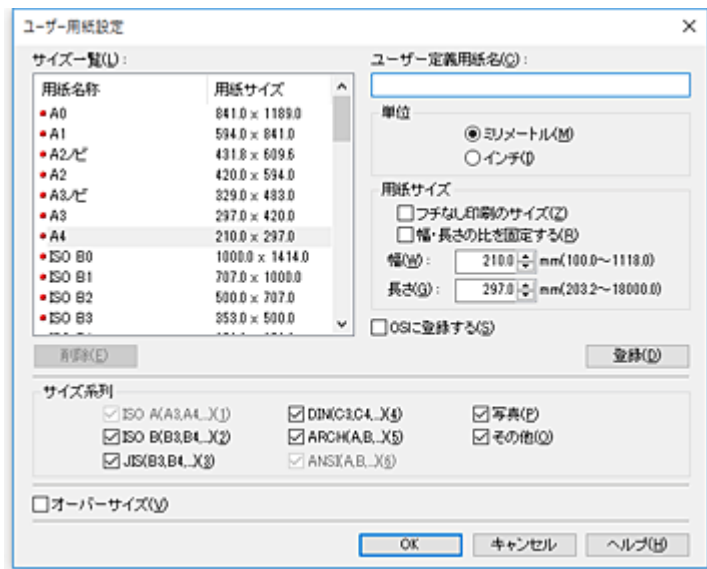 ユーザー用紙設定
サイズ一覧(L):
用紙名称 用紙サイズ
A0 841.0 x 1189.0
A1 594.0 x 841.0
A2ノビ 431.8 x 609.6
A2 420.0 x 594.0
A3ノビ 329.0 x 483.0
A3 297.0 x 420.0
A4 210.0 x 297.0
ISO B0 1000.0 x 1414.0
ISO B1 707.0 x 1000.0
ISO B2 500.0 x 707.0
ISO B3 353.0 x 500.0
削除(E)
ユーザー定義用紙名(C):
単位
ミリメートル(M)
インチ(I)
用紙サイズ
フチなし印刷のサイズ(Z)
幅・長さの比を固定する(R)
幅(W): 210.0 mm(100.0～1118.0)
長さ(G): 297.0 mm(203.2～18000.0)
OSに登録する(S)
登録(D)
サイズ系列
ISO A(A3,A4,..)(1) DIN(C3,C4,..)(4) 写真(P)
ISO B(B3,B4,..)(2) ARCH(A,B,..)(5) その他(O)
JIS(B3,B4,..)(3) ANSI(A,B,..)(6)
オーバーサイズ(V)
OK キャンセル ヘルプ(H)